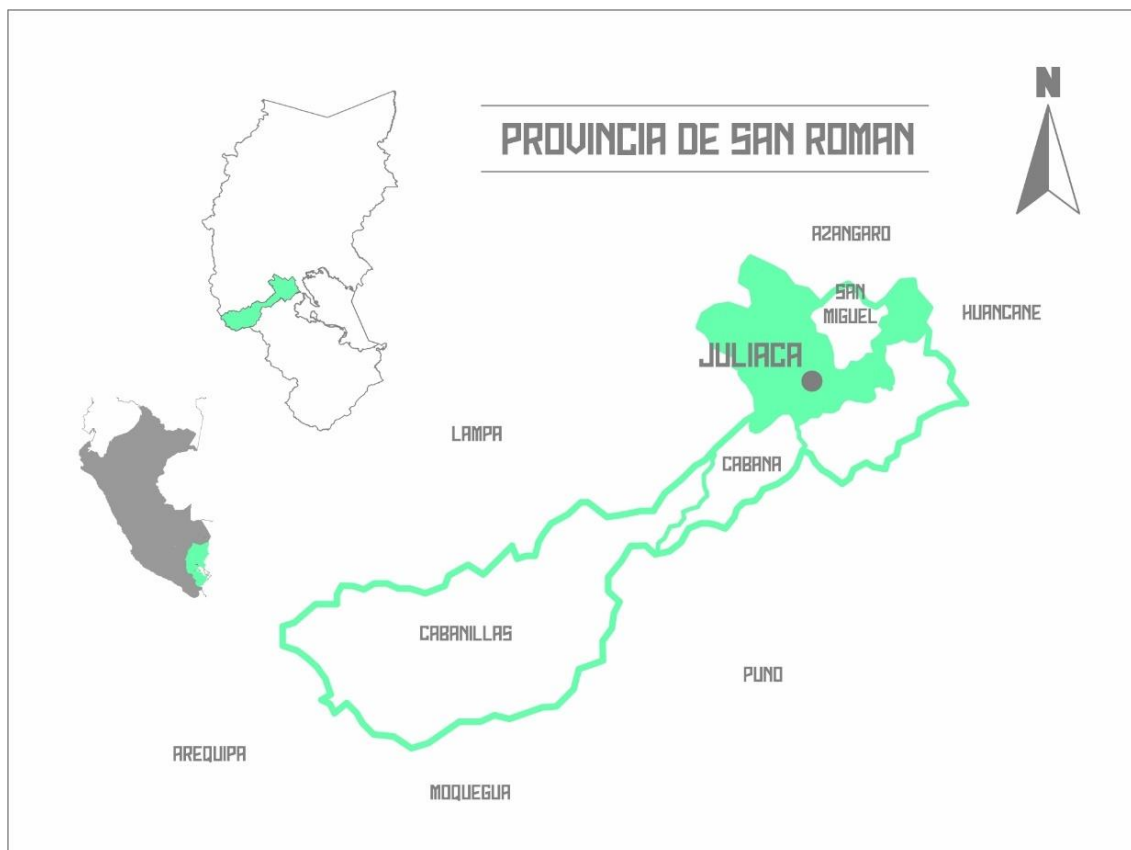 N
PROVINCIA DE SAN ROMAN
AZANGARO
SAN
MIGUEL
HUANCANE
JULIACA
LAMPA
CABANA
CABANILLAS
PUNO
AREQUIPA
MOQUEGUA